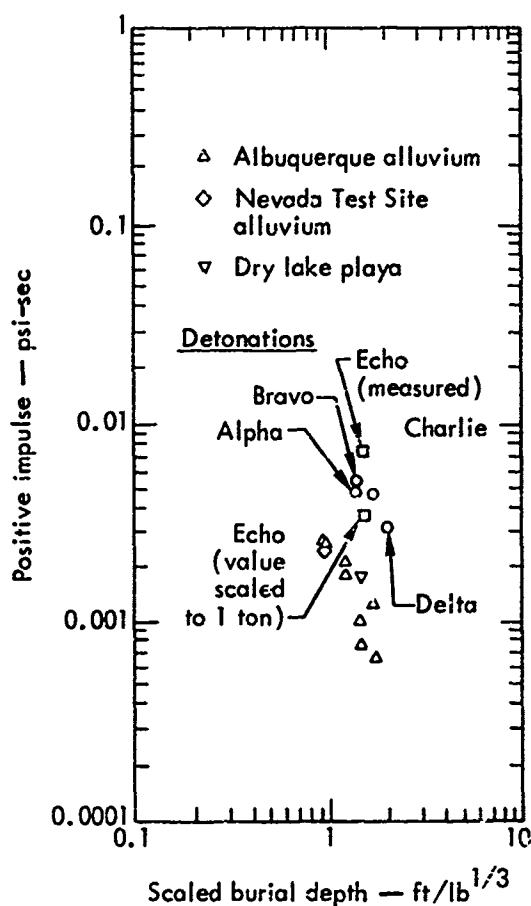 1
△ Albuquerque alluvium
◇ Nevada Test Site
alluvium
▽ Dry lake playa
0.1
Detonations
Echo
(measured)
Bravo
Alpha
Charlie
0.01
Echo
(value
scaled
to 1 ton)
Delta
0.001
0.0001
0.1
1
10
Positive impulse — psi-sec
Scaled burial depth — ft/lb^1/3